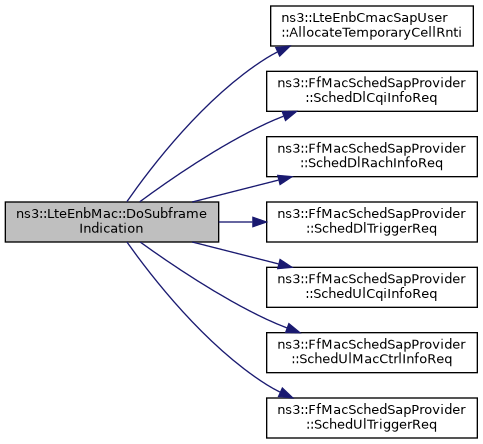 ns3::LteEnbCmacSapUser
::AllocateTemporaryCellRnti
ns3::FfMacSchedSapProvider
::SchedDlCqiInfoReq
ns3::FfMacSchedSapProvider
::SchedDlRachInfoReq
ns3::LteEnbMac::DoSubframe
Indication
ns3::FfMacSchedSapProvider
::SchedDlTriggerReq
ns3::FfMacSchedSapProvider
::SchedUlCqiInfoReq
ns3::FfMacSchedSapProvider
::SchedUlMacCtrlInfoReq
ns3::FfMacSchedSapProvider
::SchedUlTriggerReq